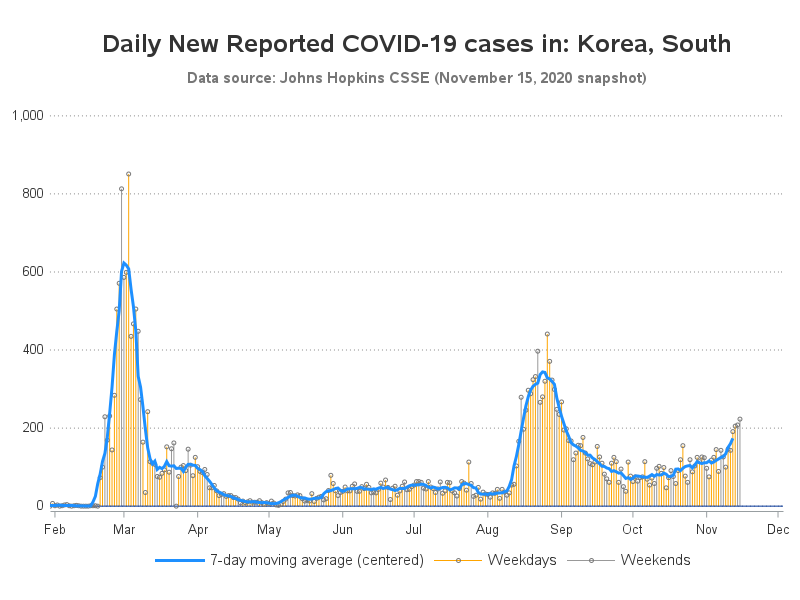 Daily New Reported COVID-19 cases in: Korea, South
Data source: Johns Hopkins CSSE (November 15, 2020 snapshot)
1,000
800
600
400
200
0
Feb Mar Apr May Jun Jul Aug Sep Oct Nov Dec
7-day moving average (centered) Weekdays Weekends